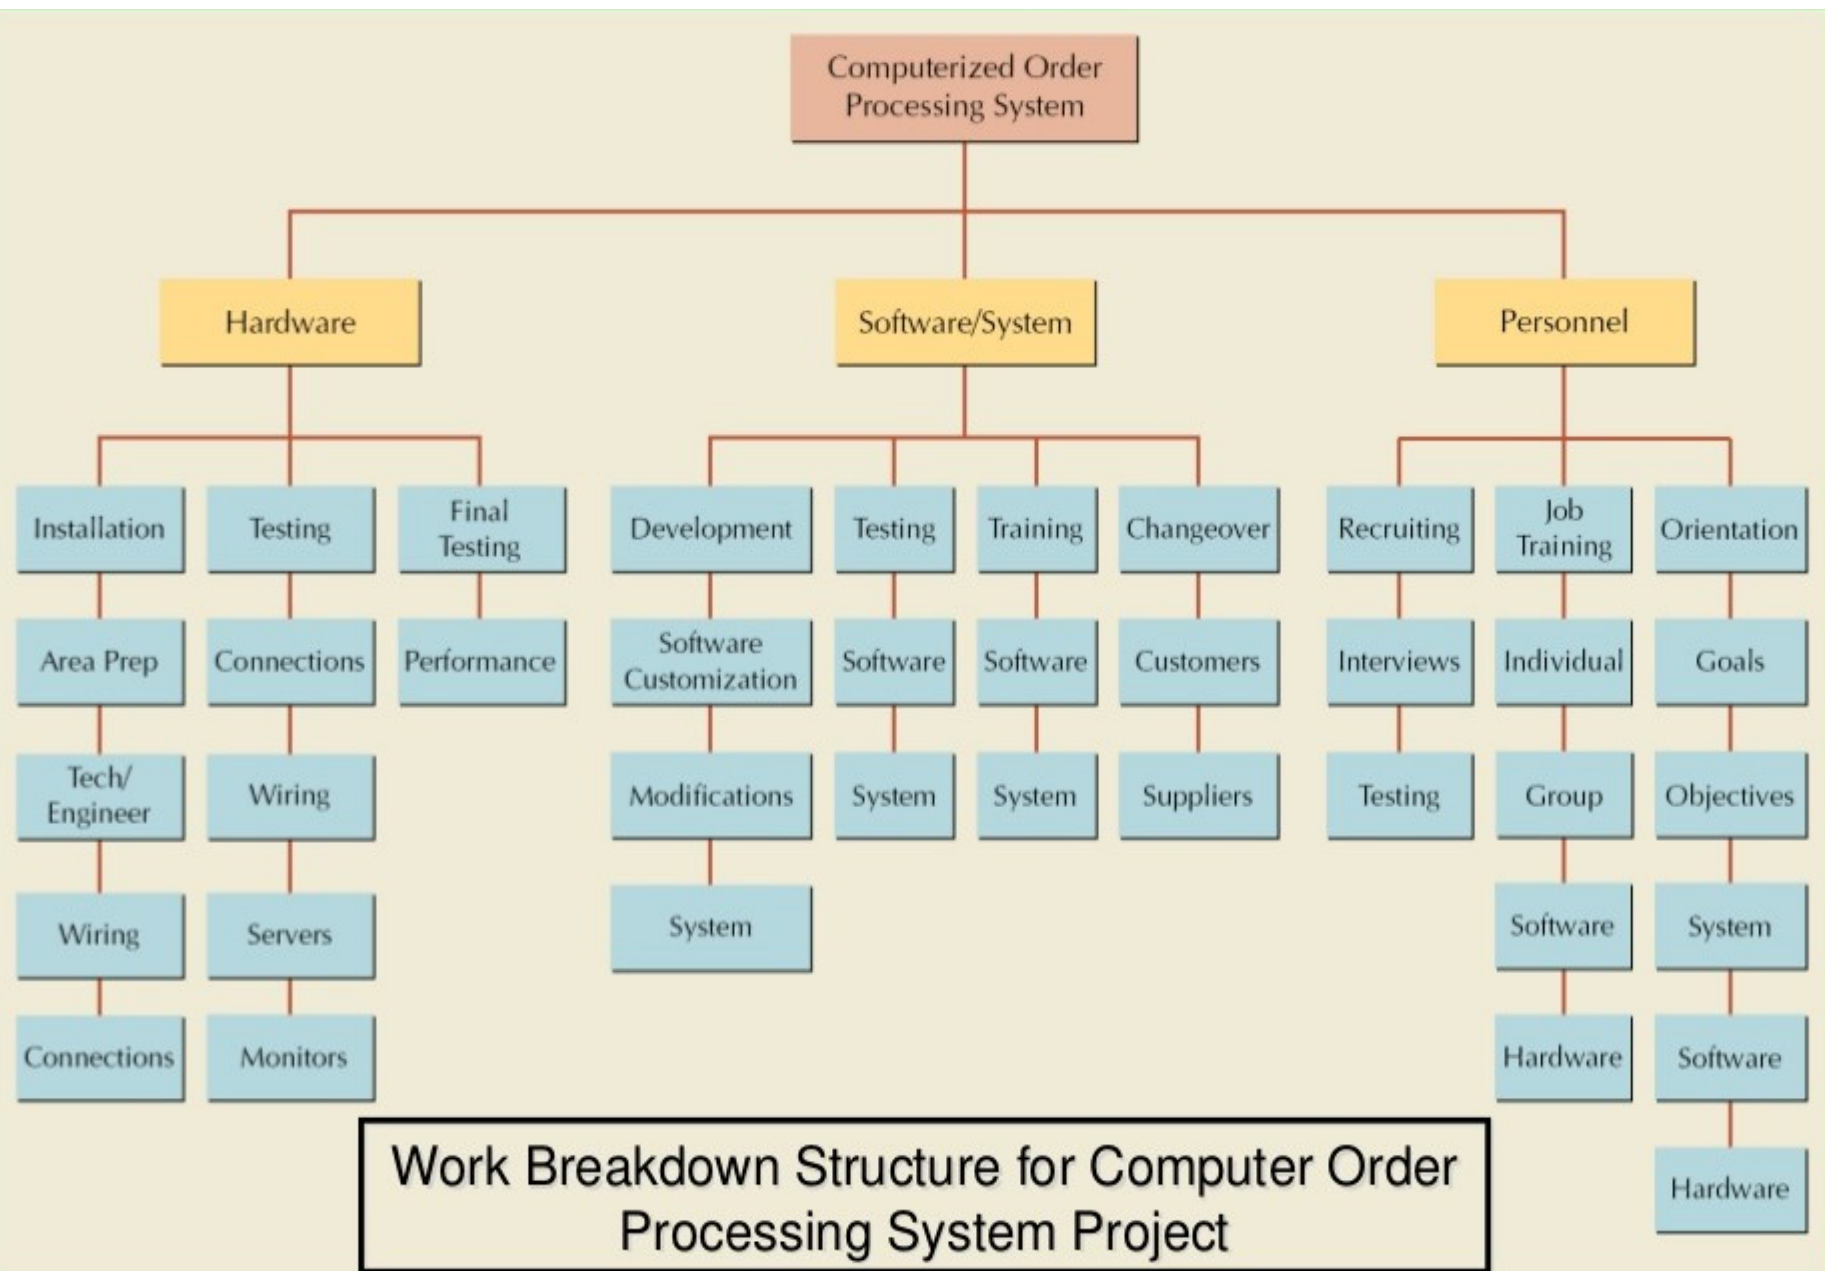 Computerized Order
Processing System
Hardware
Software/System
Personnel
Installation
Testing
Final
Testing
Development
Testing
Training
Changeover
Recruiting
Job
Training
Orientation
Area Prep
Connections
Performance
Software
Customization
Software
Software
Customers
Interviews
Individual
Goals
Tech/
Engineer
Wiring
Modifications
System
System
Suppliers
Testing
Group
Objectives
Wiring
Servers
System
Software
System
Connections
Monitors
Hardware
Software
Hardware
Work Breakdown Structure for Computer Order
Processing System Project